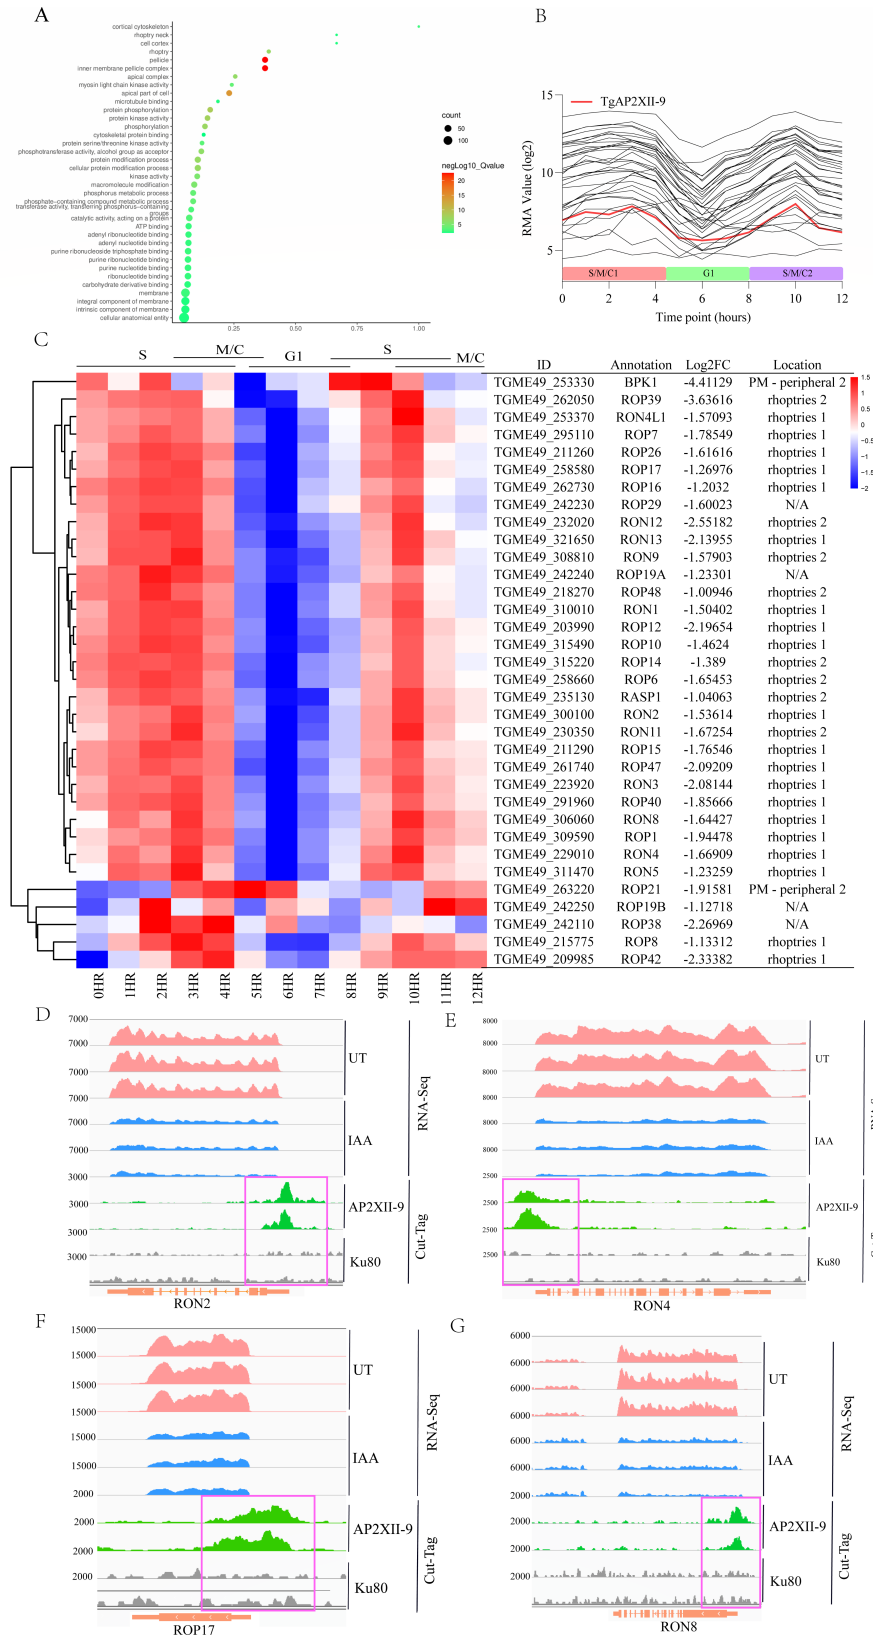 A
cortical cytoskeleton
rhoptry neck
cell cortex
rhoptry
pellicle
inner membrane pellicle complex
apical complex
myosin light chain kinase activity
apical part of cell
microtubule binding
protein phosphorylation
protein kinase activity
phosphorylation
cytoskeletal protein binding
protein serine/threonine kinase activity
phosphotransferase activity, alcohol group as acceptor
protein modification process
cellular protein modification process
kinase activity
macromolecule modification
phosphorus metabolic process
phosphate-containing compound metabolic process
transferase activity, transferring phosphorus-containing
groups
catalytic activity, acting on a protein
ATP binding
adenyl ribonucleotide binding
adenyl nucleotide binding
purine ribonucleoside triphosphate binding
purine ribonucleotide binding
purine nucleotide binding
ribonucleotide binding
carbohydrate derivative binding
membrane
integral component of membrane
intrinsic component of membrane
cellular anatomical entity
0.25 0.50 0.75 1.00
count
50
100
negLog10_Qvalue
20
15
10
5
B
TgAP2XII-9
RMA Value (log2)
15
10
5
S/M/C1 G1 S/M/C2
0 2 4 6 8 10 12
Time point (hours)
C
S M/C G1 S M/C
ID Annotation Log2FC Location
TGME49_253330 BPK1 -4.41129 PM - peripheral 2
TGME49_262050 ROP39 -3.63616 rhoptries 2
TGME49_253370 RON4L1 -1.57093 rhoptries 1
TGME49_295110 ROP7 -1.78549 rhoptries 1
TGME49_211260 ROP26 -1.61616 rhoptries 1
TGME49_258580 ROP17 -1.26976 rhoptries 1
TGME49_262730 ROP16 -1.2032 rhoptries 1
TGME49_242230 ROP29 -1.60023 N/A
TGME49_232020 RON12 -2.55182 rhoptries 2
TGME49_321650 RON13 -2.13955 rhoptries 1
TGME49_308810 RON9 -1.57903 rhoptries 2
TGME49_242240 ROP19A -1.23301 N/A
TGME49_218270 ROP48 -1.00946 rhoptries 2
TGME49_310010 RON1 -1.50402 rhoptries 1
TGME49_203990 ROP12 -2.19654 rhoptries 1
TGME49_315490 ROP10 -1.4624 rhoptries 1
TGME49_315220 ROP14 -1.389 rhoptries 2
TGME49_258660 ROP6 -1.65453 rhoptries 2
TGME49_235130 RASP1 -1.04063 rhoptries 2
TGME49_300100 RON2 -1.53614 rhoptries 1
TGME49_230350 RON11 -1.67254 rhoptries 2
TGME49_211290 ROP15 -1.76546 rhoptries 1
TGME49_261740 ROP47 -2.09209 rhoptries 1
TGME49_223920 RON3 -2.08144 rhoptries 1
TGME49_291960 ROP40 -1.85666 rhoptries 1
TGME49_306060 RON8 -1.64427 rhoptries 1
TGME49_309590 ROP1 -1.94478 rhoptries 1
TGME49_229010 RON4 -1.66909 rhoptries 1
TGME49_311470 RON5 -1.23259 rhoptries 1
TGME49_263220 ROP21 -1.91581 PM - peripheral 2
TGME49_242250 ROP19B -1.12718 N/A
TGME49_242110 ROP38 -2.26969 N/A
TGME49_215775 ROP8 -1.13312 rhoptries 1
TGME49_209985 ROP42 -2.33382 rhoptries 1
1.5
1
0.5
0
-0.5
-1
-1.5
-2
0HR 1HR 2HR 3HR 4HR 5HR 6HR 7HR 8HR 9HR 10HR 11HR 12HR
D
7000
7000
7000
7000
7000
7000
3000
3000
3000
3000
UT
IAA
AP2XII-9
Ku80
RNA-Seq
Cut-Tag
RON2
E
8000
8000
8000
8000
8000
8000
2500
2500
2500
2500
UT
IAA
AP2XII-9
Ku80
RON4
F
15000
15000
15000
15000
15000
15000
2000
2000
2000
2000
UT
IAA
AP2XII-9
Ku80
RNA-Seq
Cut-Tag
ROP17
G
6000
6000
6000
6000
6000
6000
2000
2000
2000
2000
UT
IAA
AP2XII-9
Ku80
RNA-Seq
Cut-Tag
RON8